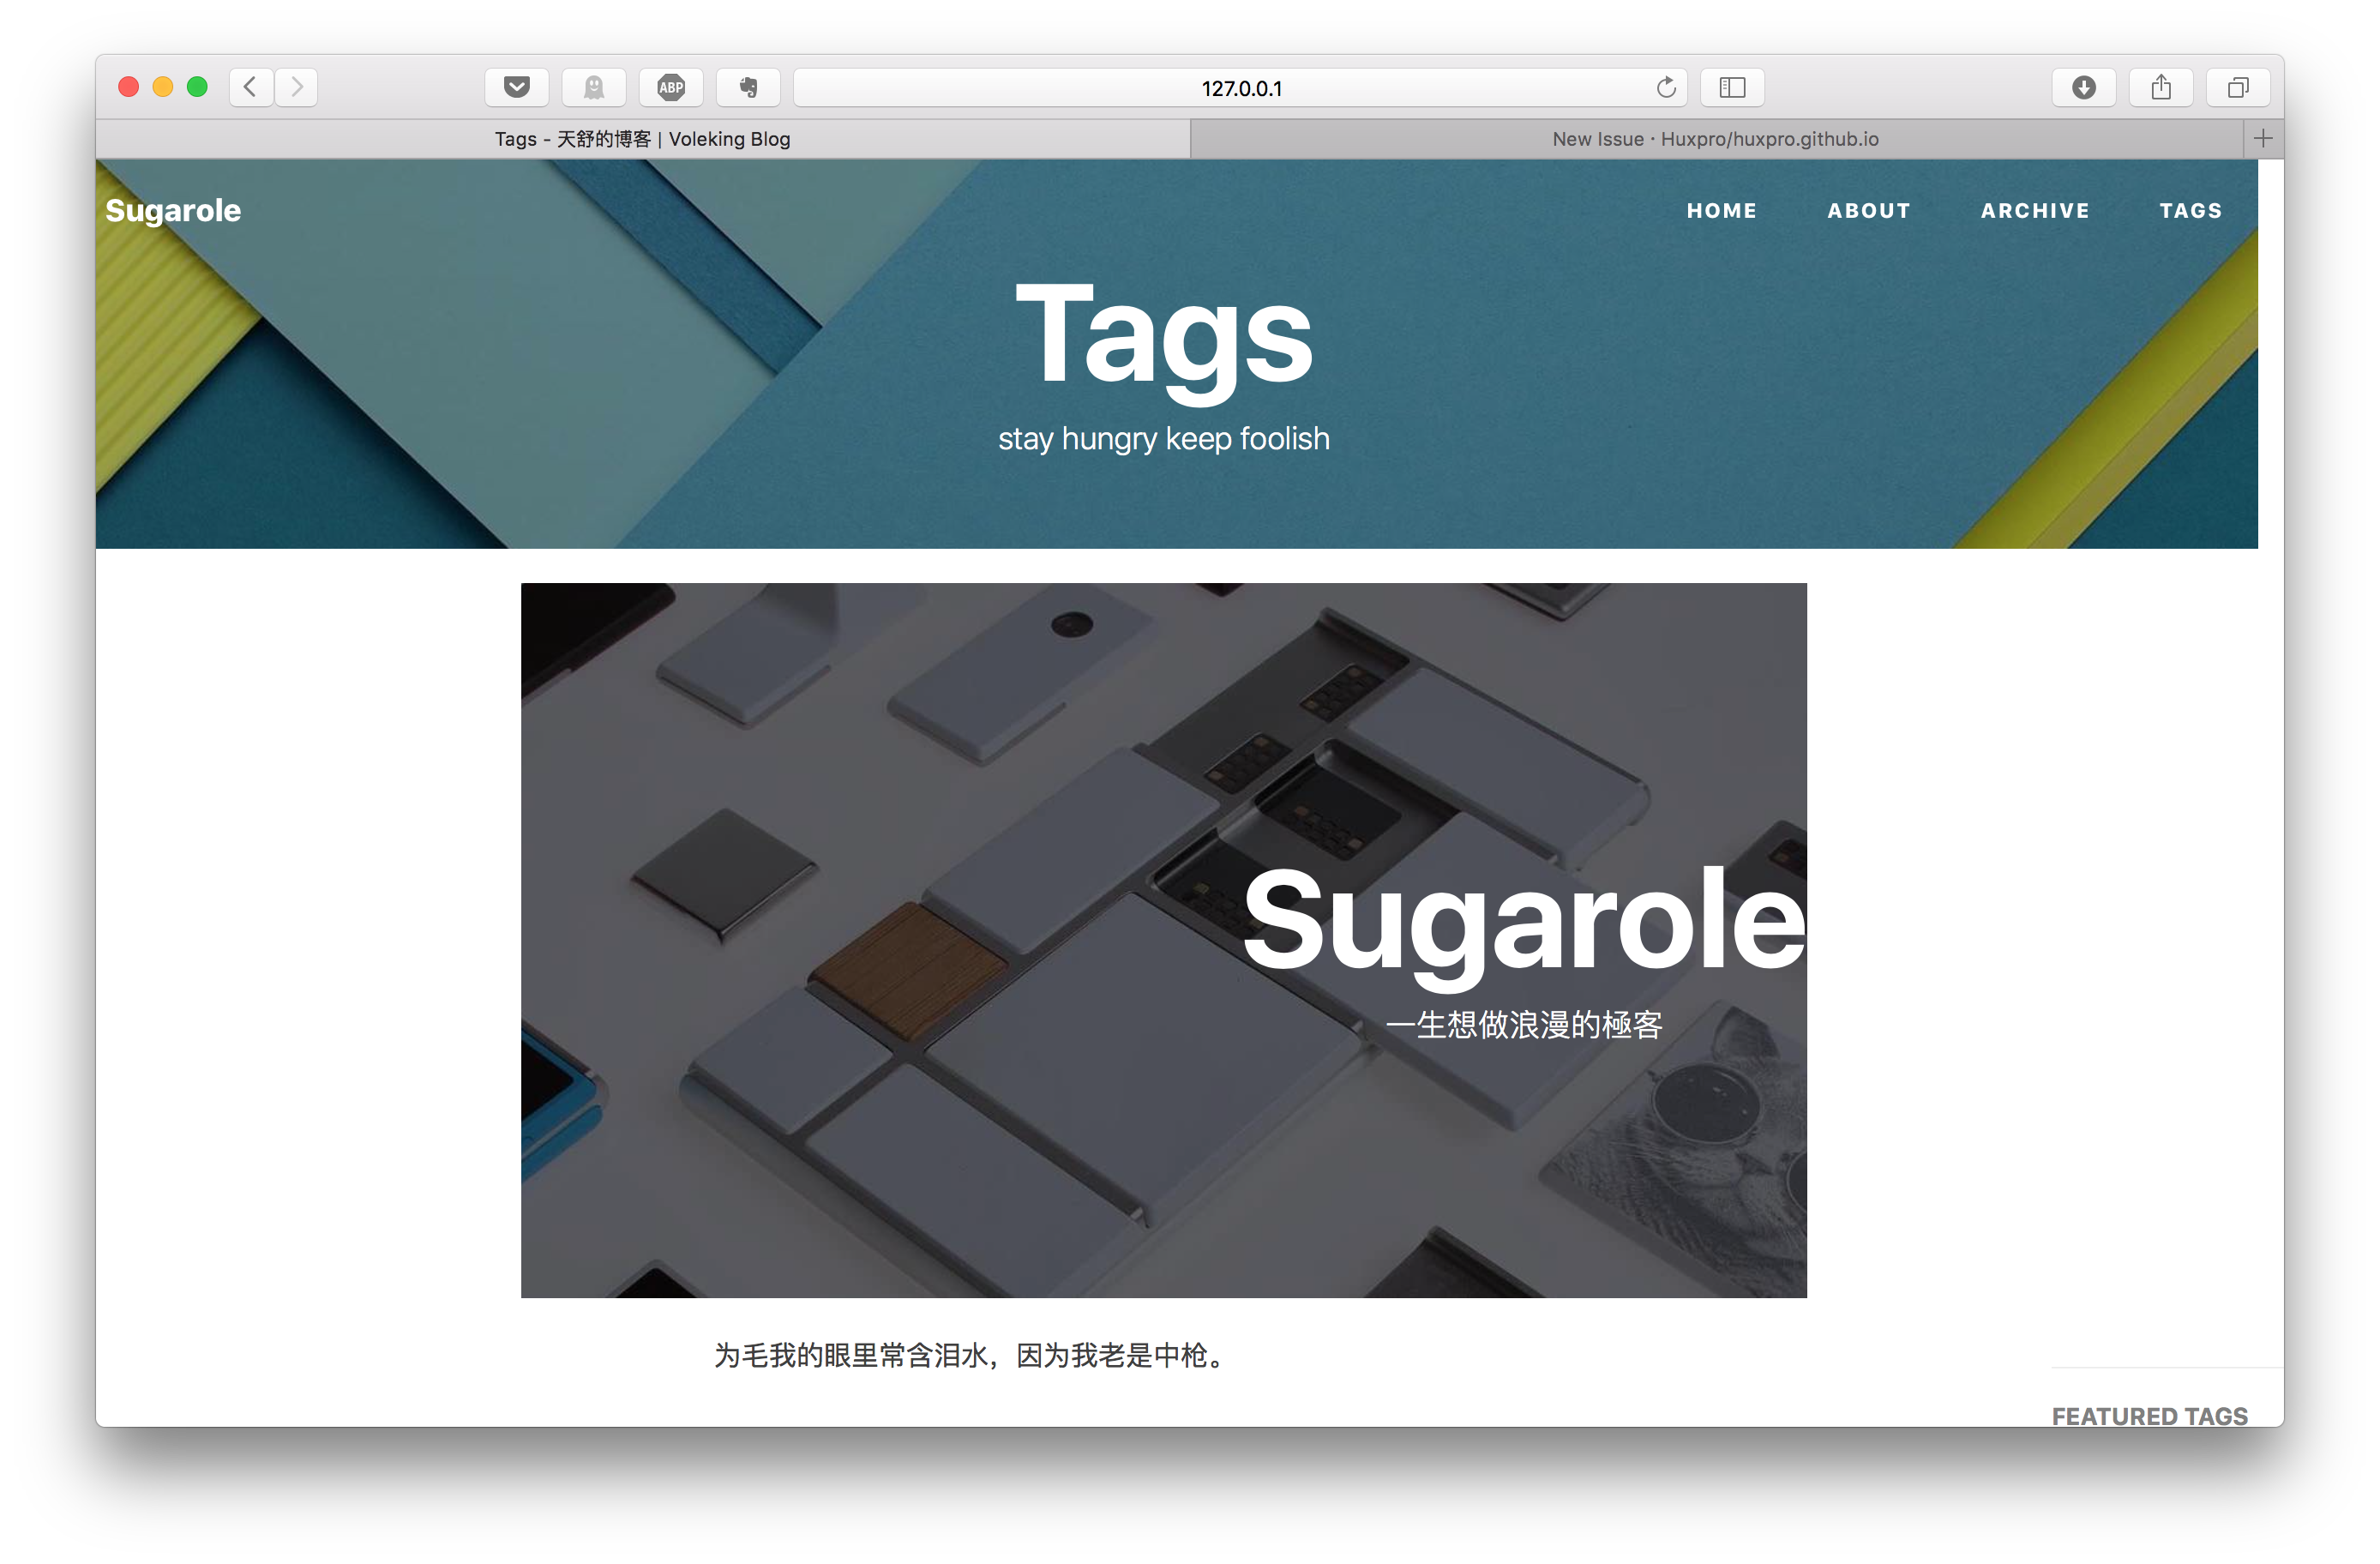 ABP
127.0.0.1
Tags - 天舒的博客 | Voleking Blog
New Issue · Huxpro/huxpro.github.io
Sugarole
HOME ABOUT ARCHIVE TAGS
Tags
stay hungry keep foolish
Sugarole
一生想做浪漫的極客
为毛我的眼里常含泪水，因为我老是中枪。
FEATURED TAGS